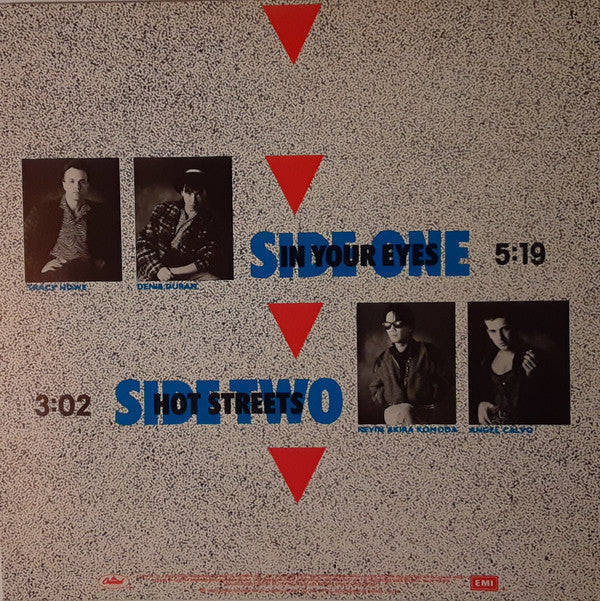 TRACY HOWE
DENIS DURAN
SIDE ONE
IN YOUR EYES
5:19
3:02
SIDE TWO
HOT STREETS
KEVIN AKIRA KOMODA
ANGEL CALVO
Capitol
EMI